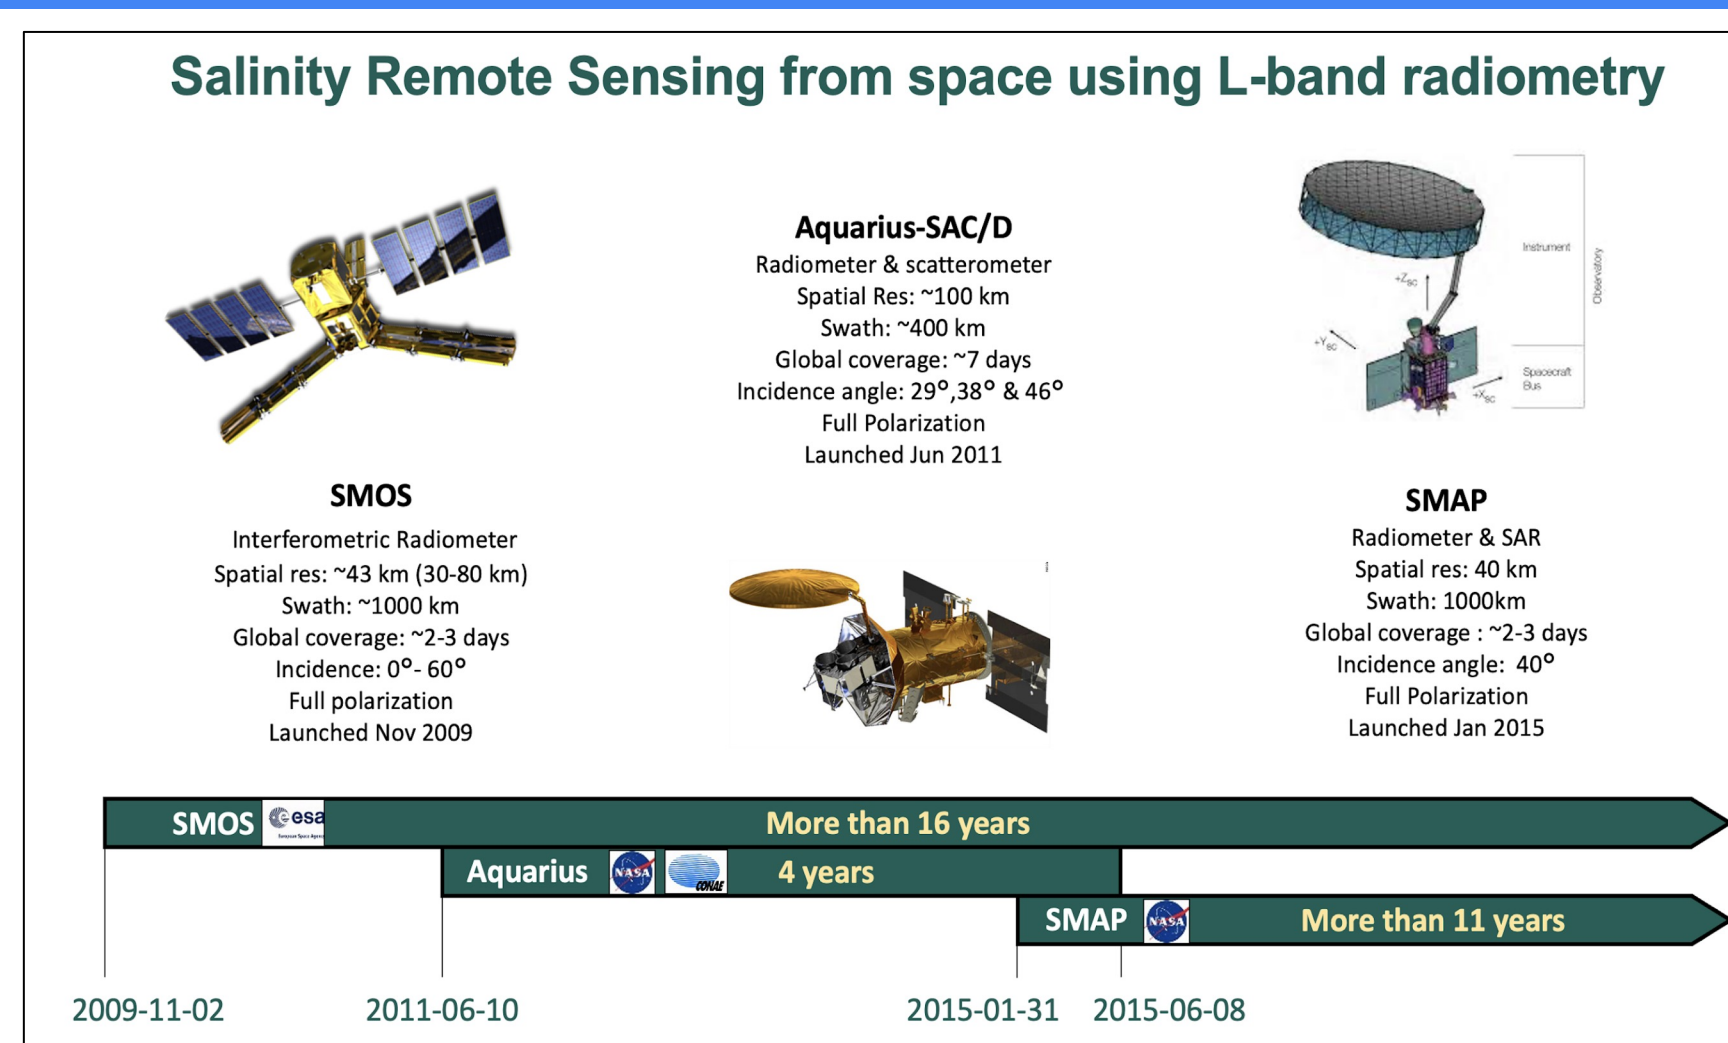 Salinity Remote Sensing from space using L-band radiometry
Aquarius-SAC/D
Radiometer & scatterometer
Spatial Res: ~100 km
Swath: ~400 km
Global coverage: ~7 days
Incidence angle: 29°,38° & 46°
Full Polarization
Launched Jun 2011
Instrument
Observatory
+Z SC
+Y SC
+X SC
Spacecraft
Bus
SMOS
Interferometric Radiometer
Spatial res: ~43 km (30-80 km)
Swath: ~1000 km
Global coverage: ~2-3 days
Incidence: 0°- 60°
Full polarization
Launched Nov 2009
SMAP
Radiometer & SAR
Spatial res: 40 km
Swath: 1000km
Global coverage : ~2-3 days
Incidence angle: 40°
Full Polarization
Launched Jan 2015
SMOS esa More than 16 years
European Space Agency
Aquarius NASA CONAE 4 years
SMAP NASA More than 11 years
2009-11-02 2011-06-10 2015-01-31 2015-06-08